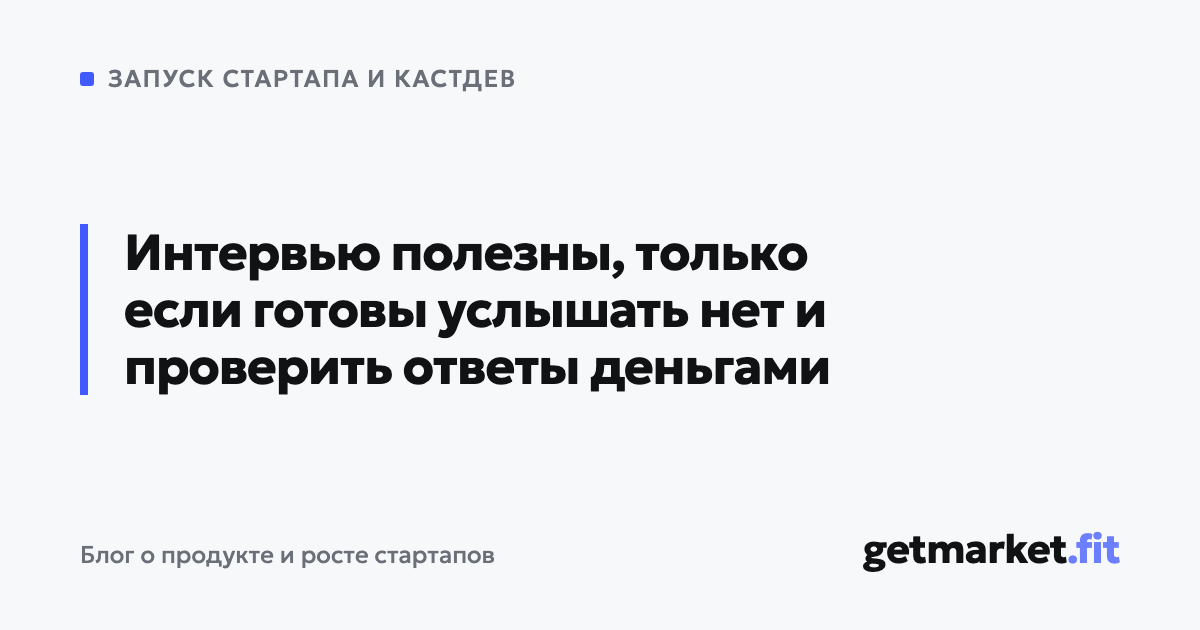 ЗАПУСК СТАРТАПА И КАСТДЕВ
Интервью полезны, только
если готовы услышать нет и
проверить ответы деньгами
Блог о продукте и росте стартапов
getmarket.fit